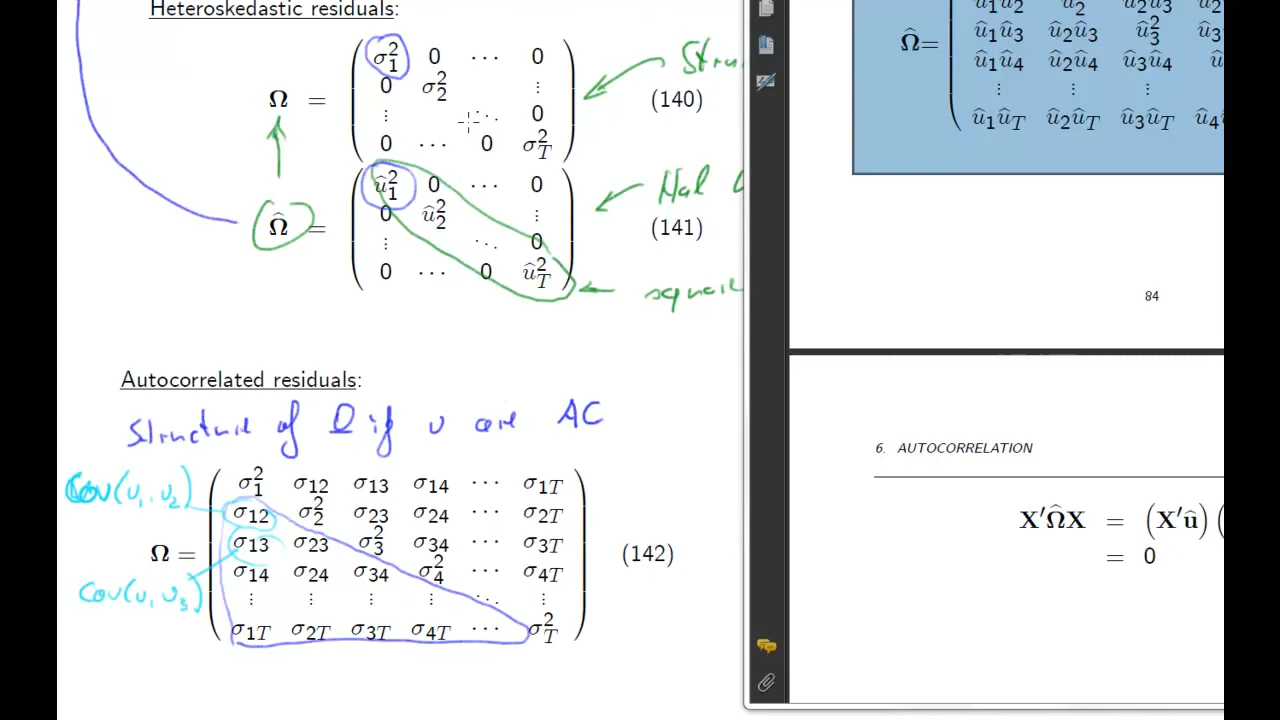 Heteroskedastic residuals:
Ω = ( σ₁² 0 ⋯ 0
0 σ₂² ⋮
⋮ ⋱ 0
0 ⋯ 0 σ_T² )
(140)
Ω̂ = ( û₁² 0 ⋯ 0
0 û₂² ⋮
⋮ ⋱ 0
0 ⋯ 0 û_T² )
(141)
Autocorrelated residuals:
Structure of Ω if u are AC
Cov(u₁, u₂)
Cov(u₁ u₃)
Ω = ( σ₁² σ₁₂ σ₁₃ σ₁₄ ⋯ σ₁T
σ₁₂ σ₂² σ₂₃ σ₂₄ ⋯ σ₂T
σ₁₃ σ₂₃ σ₃² σ₃₄ ⋯ σ₃T
σ₁₄ σ₂₄ σ₃₄ σ₄² ⋯ σ₄T
⋮ ⋮ ⋮ ⋮ ⋱ ⋮
σ₁T σ₂T σ₃T σ₄T ⋯ σ_T² )
(142)
û₁û₂ û₂² û₂û₃
Ω̂= û₁û₃ û₂û₃ û₃²
û₁û₄ û₂û₄ û₃û₄
⋮ ⋮ ⋮
û₁û_T û₂û_T û₃û_T
84
6. AUTOCORRELATION
X′Ω̂X = (X′û) (
= 0